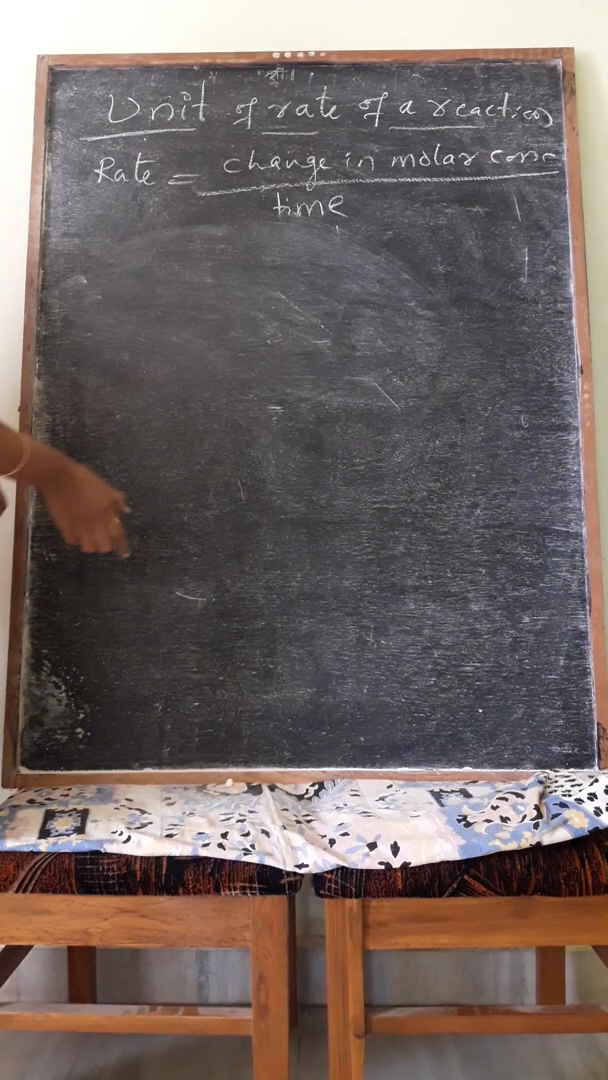 श्री।
Unit of rate of a reaction
Rate = change in molar conc
time